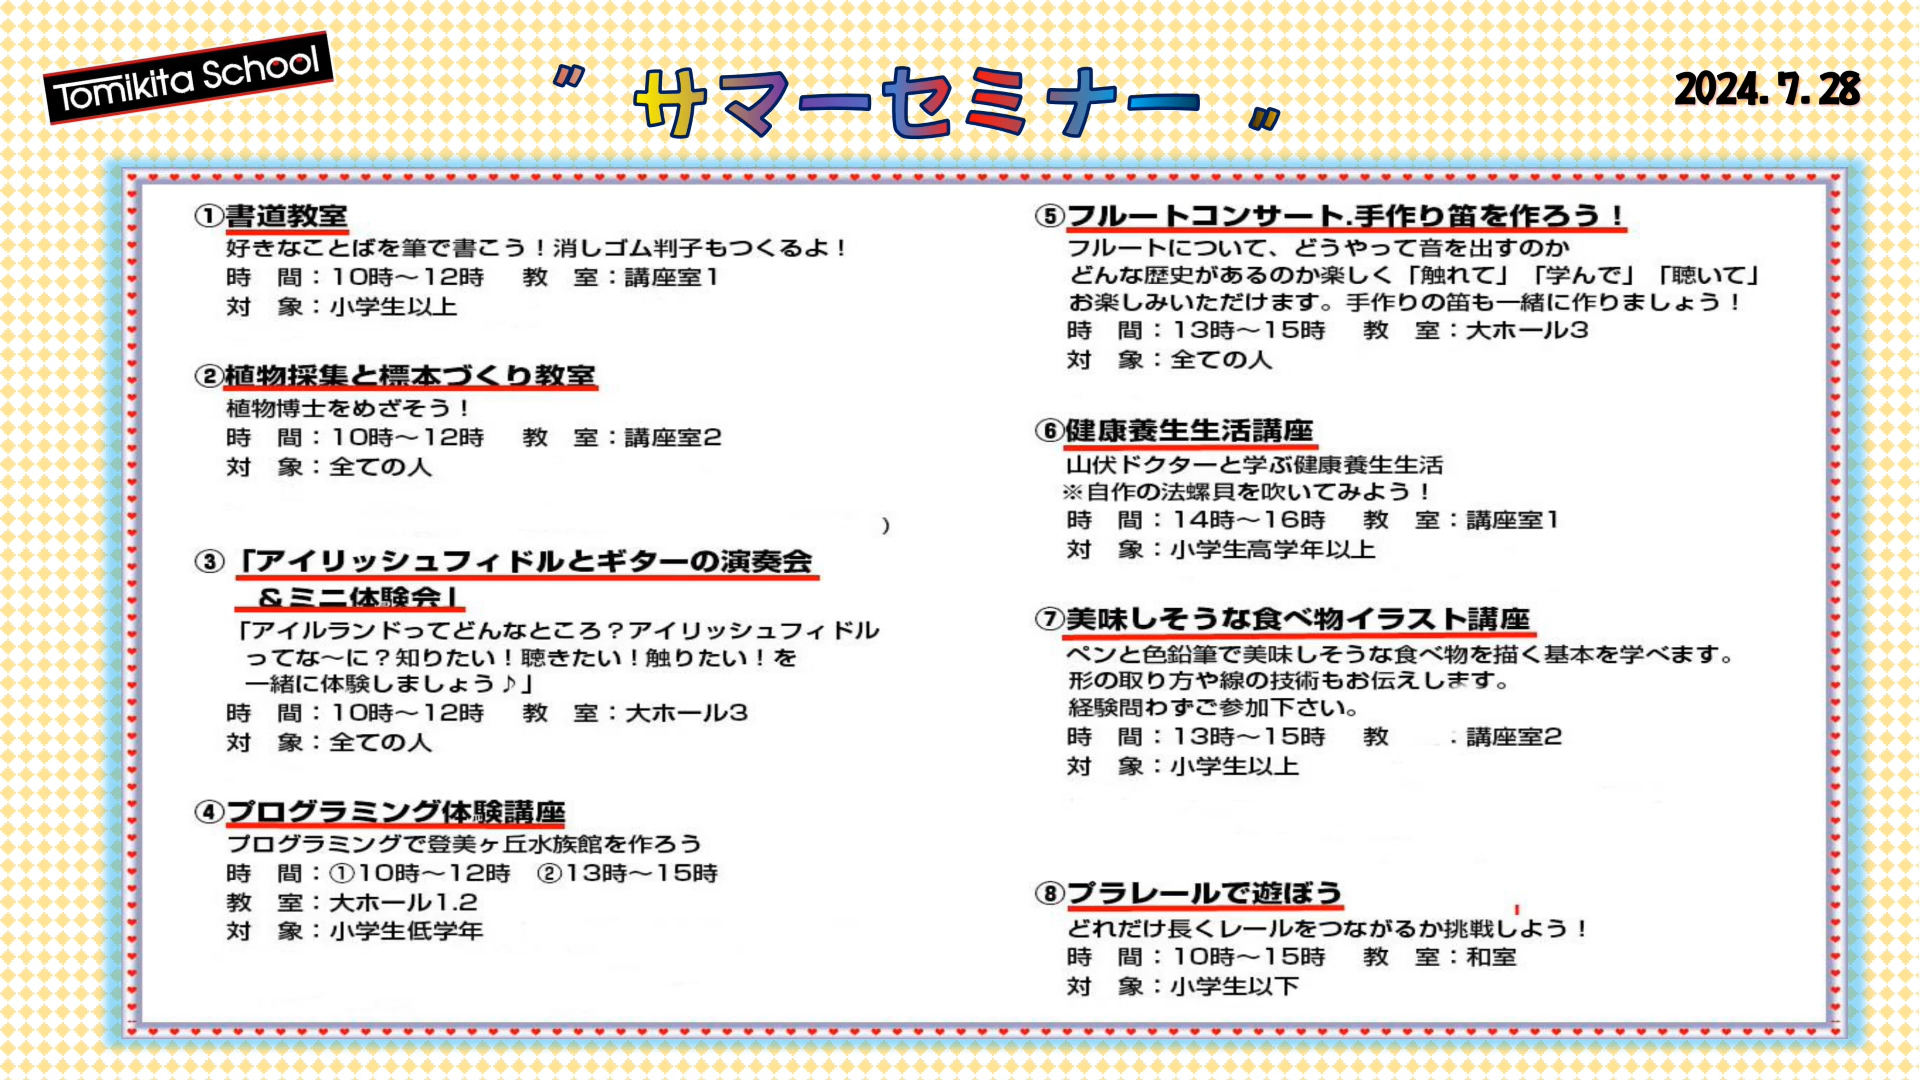 Tomikita School
〝サマーセミナー〟
2024.7.28
①書道教室
好きなことばを筆で書こう！消しゴム判子もつくるよ！
時　間：10時～12時　教　室：講座室1
対　象：小学生以上
②植物採集と標本づくり教室
植物博士をめざそう！
時　間：10時～12時　教　室：講座室2
対　象：全ての人
）
③「アイリッシュフィドルとギターの演奏会
＆ミニ体験会」
「アイルランドってどんなところ？アイリッシュフィドル
ってな～に？知りたい！聴きたい！触りたい！を
一緒に体験しましょう♪」
時　間：10時～12時　教　室：大ホール3
対　象：全ての人
④プログラミング体験講座
プログラミングで登美ヶ丘水族館を作ろう
時　間：①10時～12時　②13時～15時
教　室：大ホール1.2
対　象：小学生低学年
⑤フルートコンサート.手作り笛を作ろう！
フルートについて、どうやって音を出すのか
どんな歴史があるのか楽しく「触れて」「学んで」「聴いて」
お楽しみいただけます。手作りの笛も一緒に作りましょう！
時　間：13時～15時　教　室：大ホール3
対　象：全ての人
⑥健康養生生活講座
山伏ドクターと学ぶ健康養生生活
※自作の法螺貝を吹いてみよう！
時　間：14時～16時　教　室：講座室1
対　象：小学生高学年以上
⑦美味しそうな食べ物イラスト講座
ペンと色鉛筆で美味しそうな食べ物を描く基本を学べます。
形の取り方や線の技術もお伝えします。
経験問わずご参加下さい。
時　間：13時～15時　教　　：講座室2
対　象：小学生以上
⑧プラレールで遊ぼう
どれだけ長くレールをつながるか挑戦しよう！
時　間：10時～15時　教　室：和室
対　象：小学生以下